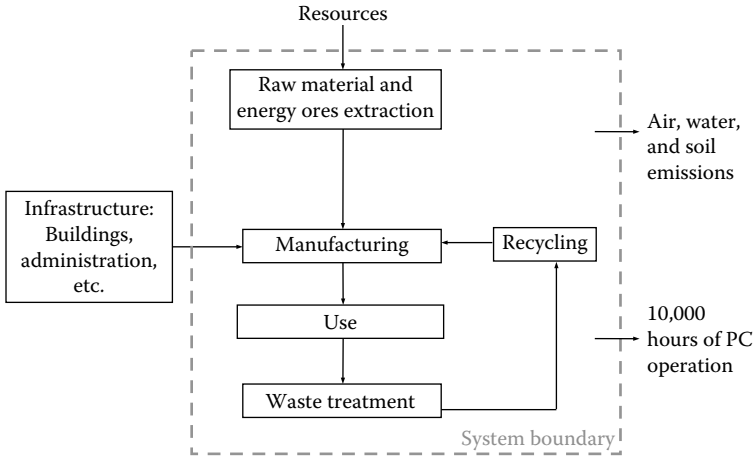 Resources
Raw material and
energy ores extraction
Air, water,
and soil
emissions
Infrastructure:
Buildings,
administration,
etc.
Manufacturing
Recycling
Use
10,000
hours of PC
operation
Waste treatment
System boundary